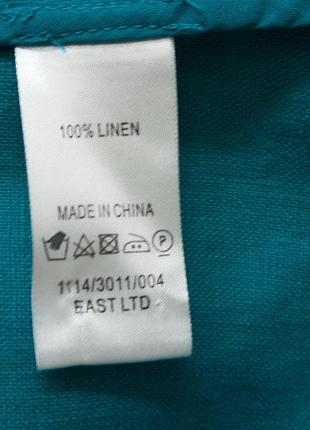 100% LINEN
MADE IN CHINA
P
1114/3011/004
EAST LTD